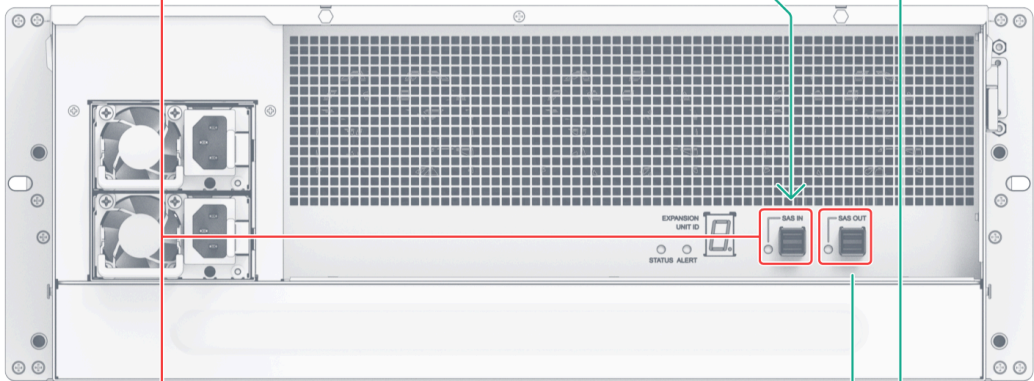 EXPANSION
UNIT ID
SAS IN
SAS OUT
STATUS ALERT